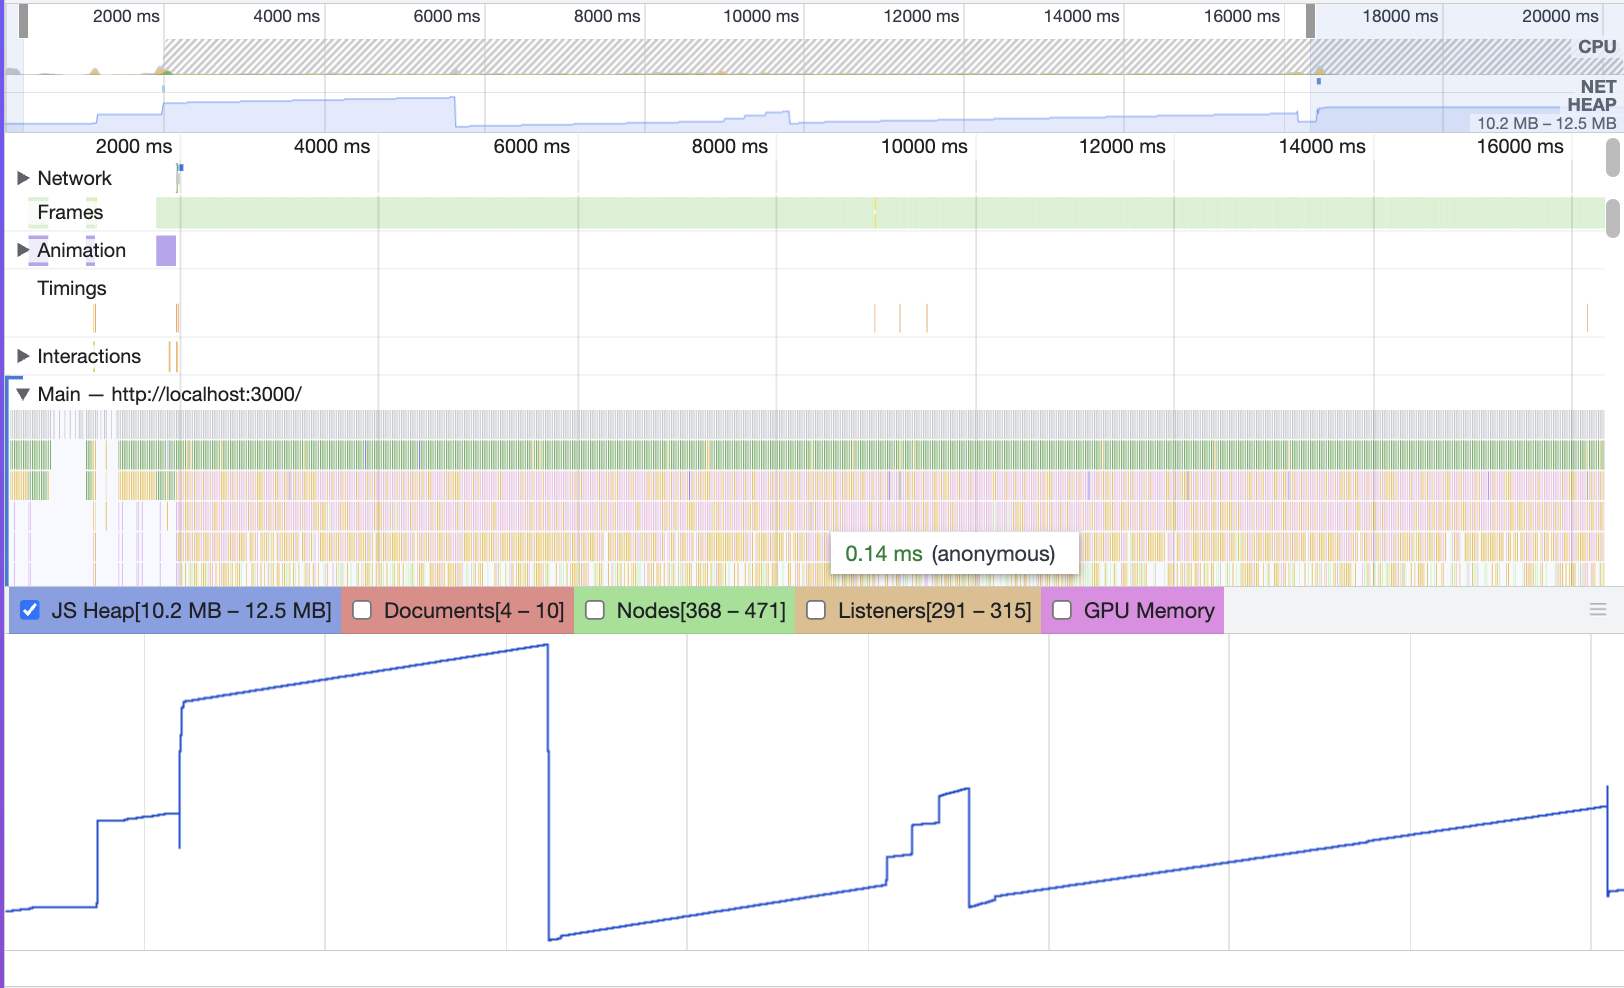 2000 ms 4000 ms 6000 ms 8000 ms 10000 ms 12000 ms 14000 ms 16000 ms 18000 ms 20000 ms
CPU
NET
HEAP
10.2 MB – 12.5 MB
2000 ms 4000 ms 6000 ms 8000 ms 10000 ms 12000 ms 14000 ms 16000 ms
Network
Frames
Animation
Timings
Interactions
Main — http://localhost:3000/
0.14 ms (anonymous)
JS Heap[10.2 MB – 12.5 MB] Documents[4 – 10] Nodes[368 – 471] Listeners[291 – 315] GPU Memory